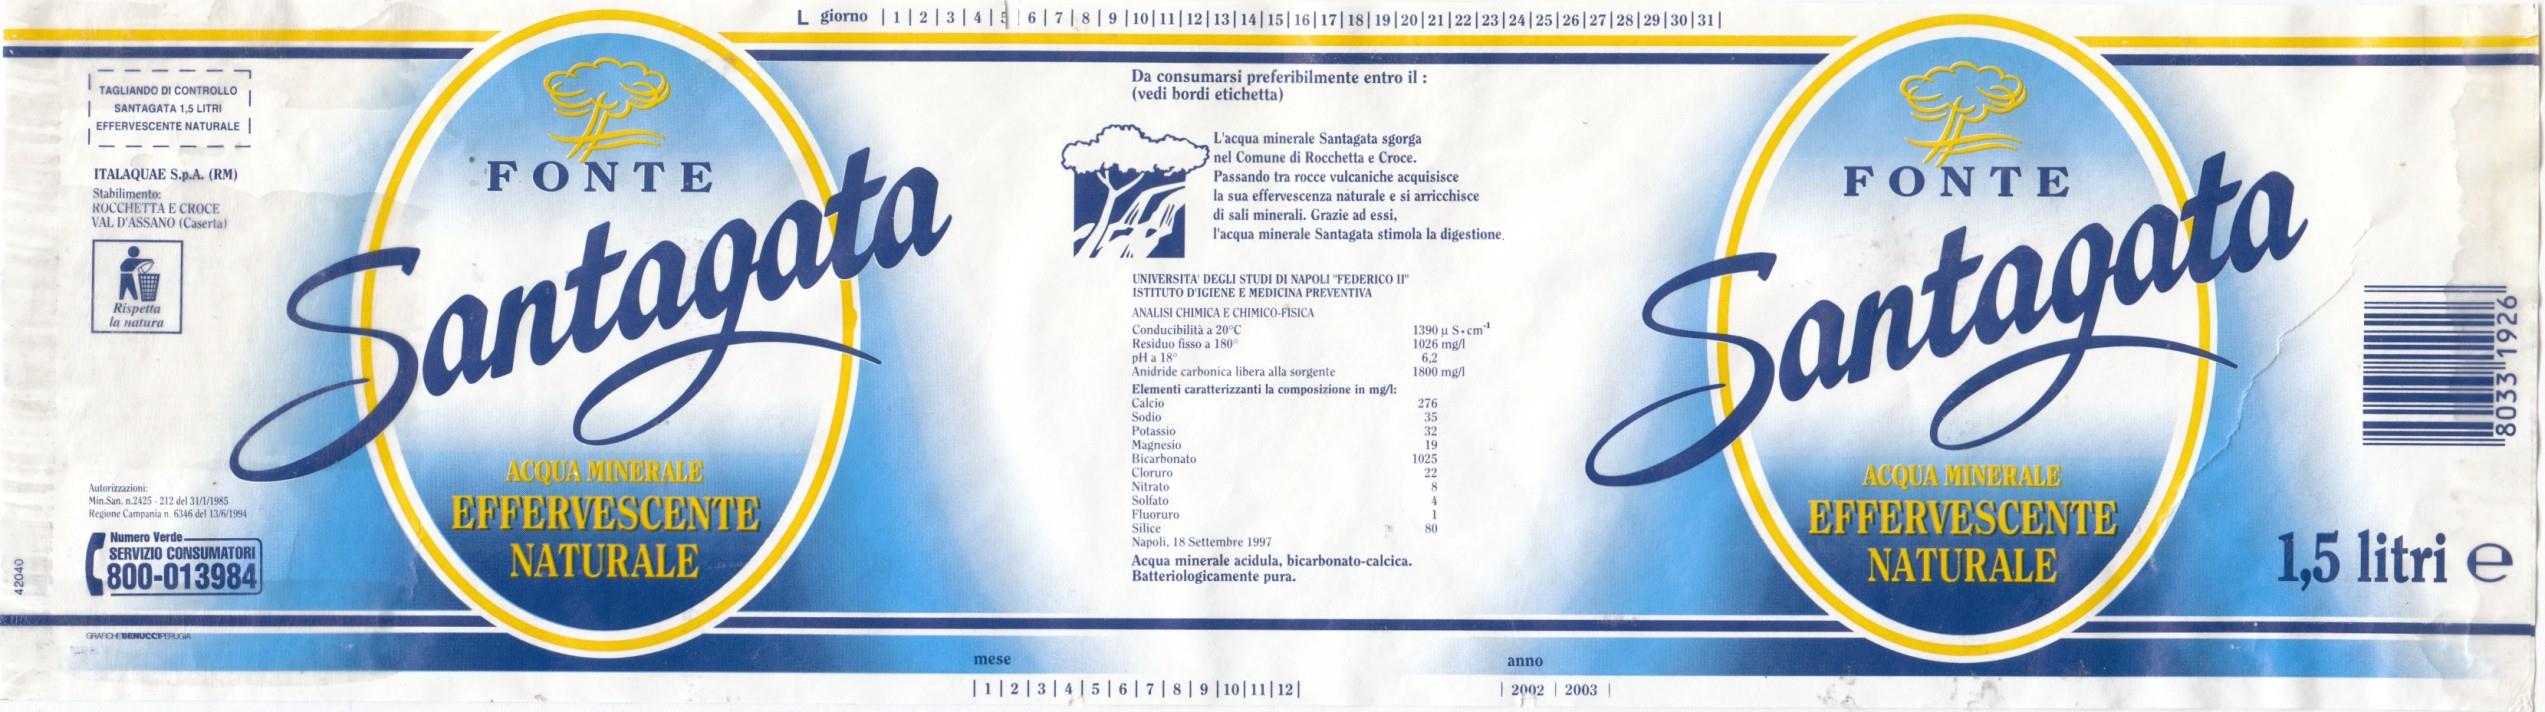 L giorno | 1 | 2 | 3 | 4 | 5 | 6 | 7 | 8 | 9 |10|11|12|13|14|15|16|17|18|19|20|21|22|23|24|25|26|27|28|29|30|31|
TAGLIANDO DI CONTROLLO
SANTAGATA 1,5 LITRI
EFFERVESCENTE NATURALE
ITALAQUAE S.p.A. (RM)
Stabilimento:
ROCCHETTA E CROCE
VAL D'ASSANO (Caserta)
Rispetta
la natura
Autorizzazioni:
Min.San. n.2425 - 212 del 31/1/1985
Regione Campania n. 6346 del 13/6/1994
Numero Verde
SERVIZIO CONSUMATORI
800-013984
42040
GRAFICHE BENUCCI PERUGIA
FONTE
Santagata
ACQUA MINERALE
EFFERVESCENTE
NATURALE
Da consumarsi preferibilmente entro il :
(vedi bordi etichetta)
L'acqua minerale Santagata sgorga
nel Comune di Rocchetta e Croce.
Passando tra rocce vulcaniche acquisisce
la sua effervescenza naturale e si arricchisce
di sali minerali. Grazie ad essi,
l'acqua minerale Santagata stimola la digestione.
UNIVERSITA' DEGLI STUDI DI NAPOLI "FEDERICO II"
ISTITUTO D'IGIENE E MEDICINA PREVENTIVA
ANALISI CHIMICA E CHIMICO-FISICA
Conducibilità a 20°C 1390 µ S·cm⁻¹
Residuo fisso a 180° 1026 mg/l
pH a 18° 6,2
Anidride carbonica libera alla sorgente 1800 mg/l
Elementi caratterizzanti la composizione in mg/l:
Calcio 276
Sodio 35
Potassio 32
Magnesio 19
Bicarbonato 1025
Cloruro 22
Nitrato 8
Solfato 4
Fluoruro 1
Silice 80
Napoli, 18 Settembre 1997
Acqua minerale acidula, bicarbonato-calcica.
Batteriologicamente pura.
FONTE
Santagata
ACQUA MINERALE
EFFERVESCENTE
NATURALE
80331926
1,5 litri ℮
mese
| 1 | 2 | 3 | 4 | 5 | 6 | 7 | 8 | 9 |10|11|12|
anno
| 2002 | 2003 |